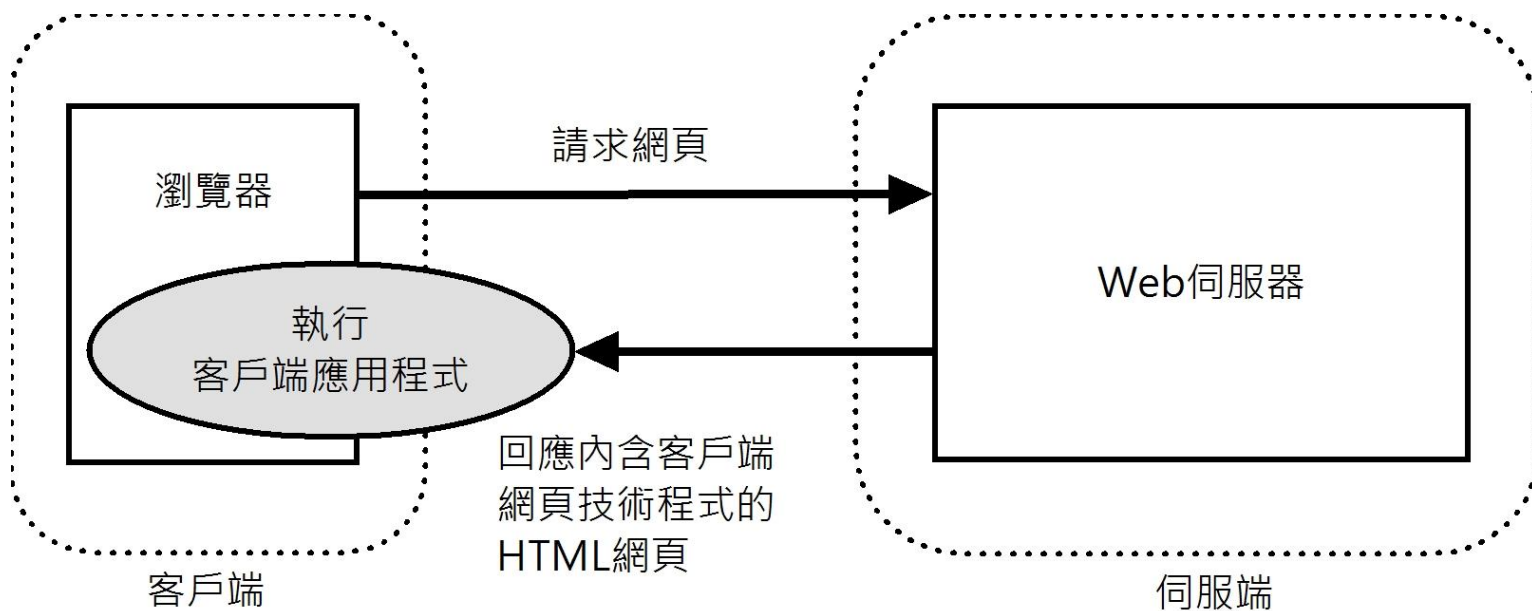 瀏覽器
請求網頁
Web伺服器
執行
客戶端應用程式
回應內含客戶端
網頁技術程式的
HTML網頁
客戶端
伺服端